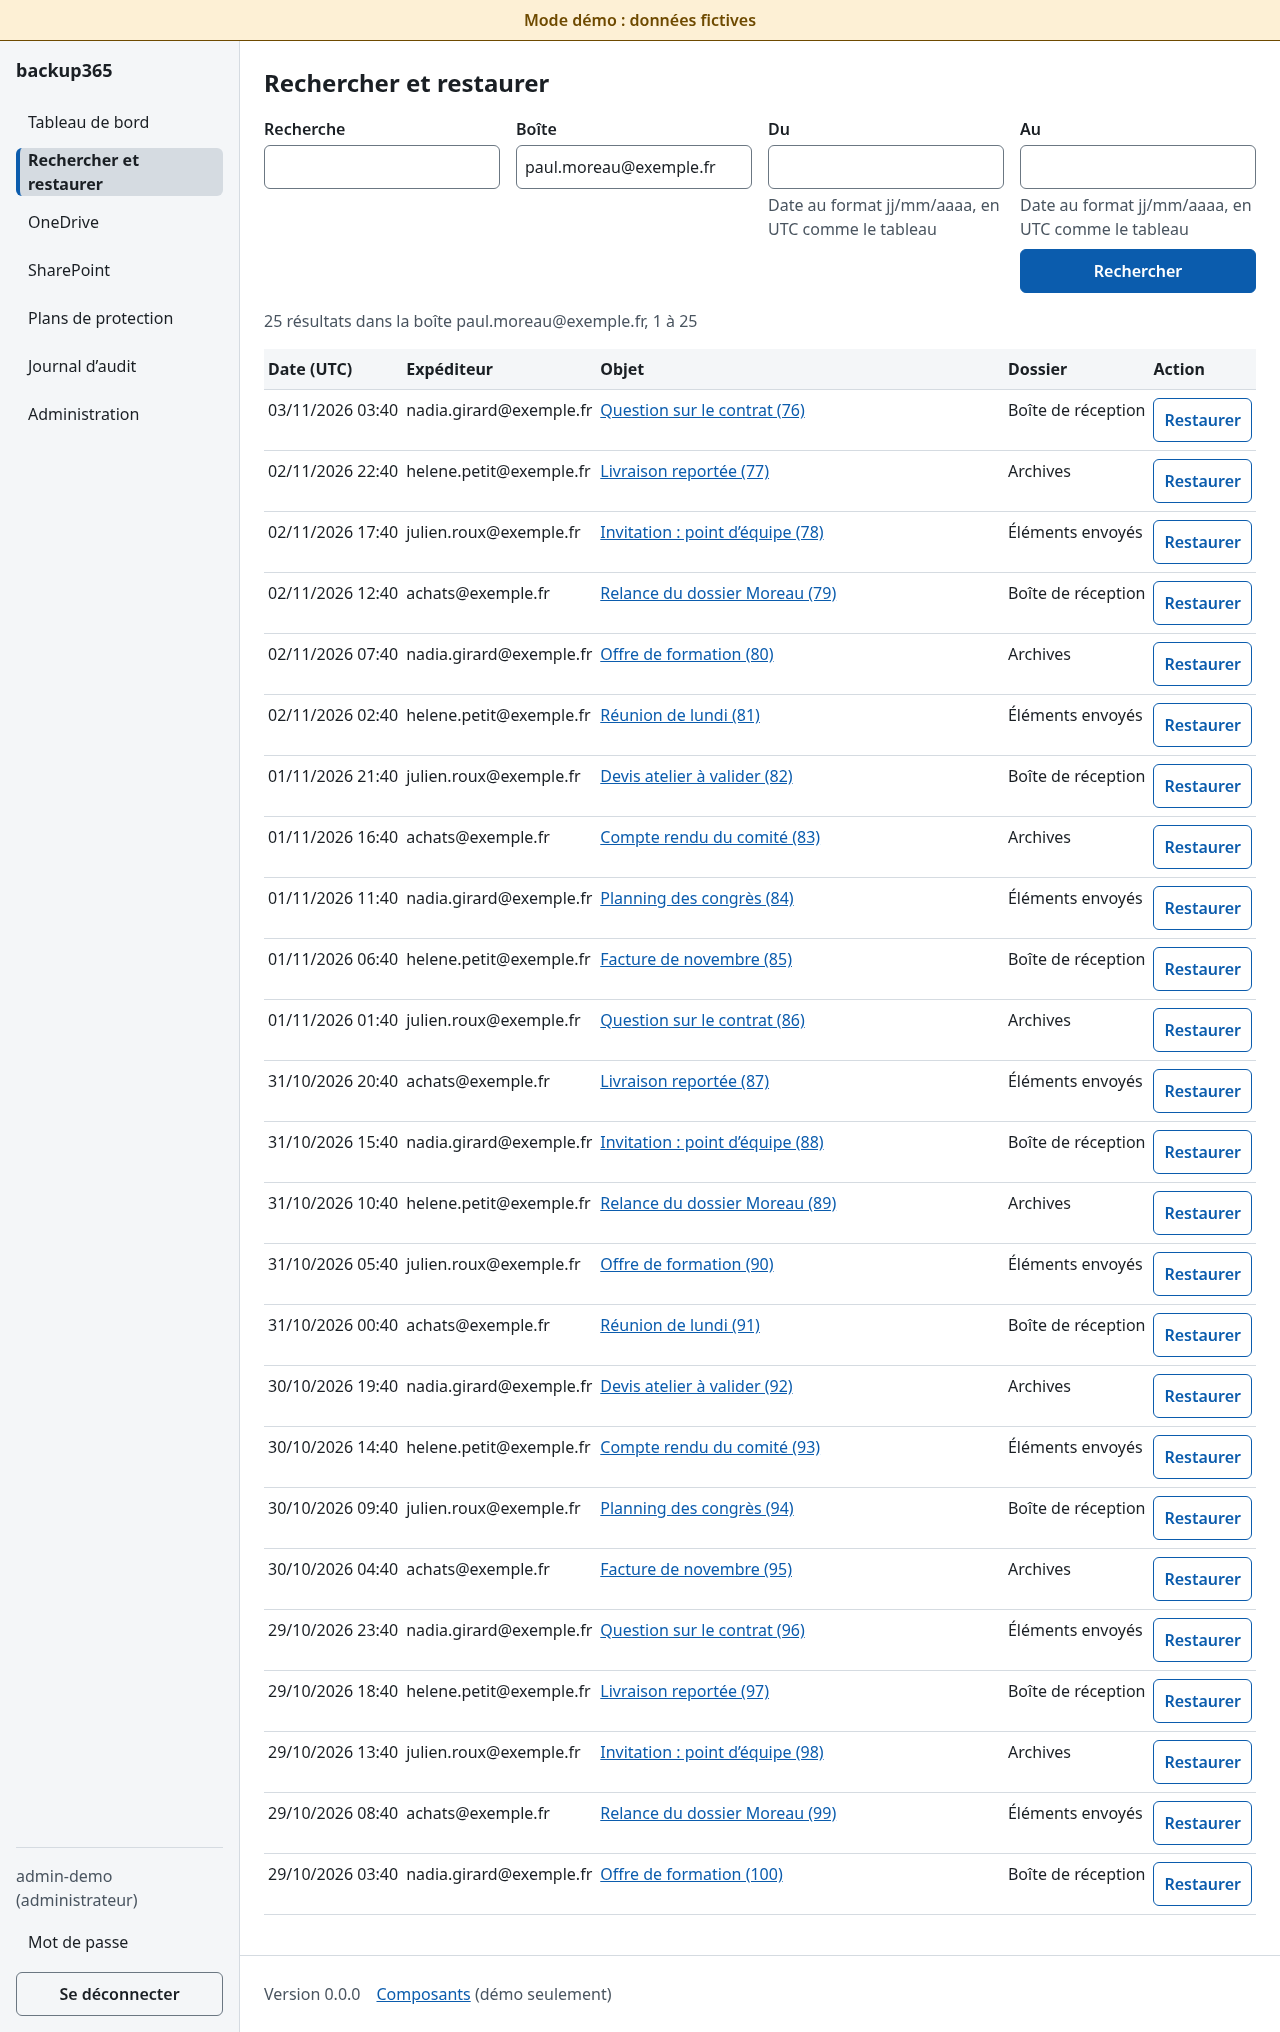 Mode démo : données fictives
backup365
Tableau de bord
Rechercher et
restaurer
OneDrive
SharePoint
Plans de protection
Journal d’audit
Administration
admin-demo
(administrateur)
Mot de passe
Se déconnecter
Rechercher et restaurer
Recherche Boîte Du Au
paul.moreau@exemple.fr
Date au format jj/mm/aaaa, en
UTC comme le tableau
Date au format jj/mm/aaaa, en
UTC comme le tableau
Rechercher
25 résultats dans la boîte paul.moreau@exemple.fr, 1 à 25
Date (UTC) Expéditeur Objet Dossier Action
03/11/2026 03:40 nadia.girard@exemple.fr Question sur le contrat (76) Boîte de réception Restaurer
02/11/2026 22:40 helene.petit@exemple.fr Livraison reportée (77) Archives Restaurer
02/11/2026 17:40 julien.roux@exemple.fr Invitation : point d’équipe (78) Éléments envoyés Restaurer
02/11/2026 12:40 achats@exemple.fr Relance du dossier Moreau (79) Boîte de réception Restaurer
02/11/2026 07:40 nadia.girard@exemple.fr Offre de formation (80) Archives Restaurer
02/11/2026 02:40 helene.petit@exemple.fr Réunion de lundi (81) Éléments envoyés Restaurer
01/11/2026 21:40 julien.roux@exemple.fr Devis atelier à valider (82) Boîte de réception Restaurer
01/11/2026 16:40 achats@exemple.fr Compte rendu du comité (83) Archives Restaurer
01/11/2026 11:40 nadia.girard@exemple.fr Planning des congrès (84) Éléments envoyés Restaurer
01/11/2026 06:40 helene.petit@exemple.fr Facture de novembre (85) Boîte de réception Restaurer
01/11/2026 01:40 julien.roux@exemple.fr Question sur le contrat (86) Archives Restaurer
31/10/2026 20:40 achats@exemple.fr Livraison reportée (87) Éléments envoyés Restaurer
31/10/2026 15:40 nadia.girard@exemple.fr Invitation : point d’équipe (88) Boîte de réception Restaurer
31/10/2026 10:40 helene.petit@exemple.fr Relance du dossier Moreau (89) Archives Restaurer
31/10/2026 05:40 julien.roux@exemple.fr Offre de formation (90) Éléments envoyés Restaurer
31/10/2026 00:40 achats@exemple.fr Réunion de lundi (91) Boîte de réception Restaurer
30/10/2026 19:40 nadia.girard@exemple.fr Devis atelier à valider (92) Archives Restaurer
30/10/2026 14:40 helene.petit@exemple.fr Compte rendu du comité (93) Éléments envoyés Restaurer
30/10/2026 09:40 julien.roux@exemple.fr Planning des congrès (94) Boîte de réception Restaurer
30/10/2026 04:40 achats@exemple.fr Facture de novembre (95) Archives Restaurer
29/10/2026 23:40 nadia.girard@exemple.fr Question sur le contrat (96) Éléments envoyés Restaurer
29/10/2026 18:40 helene.petit@exemple.fr Livraison reportée (97) Boîte de réception Restaurer
29/10/2026 13:40 julien.roux@exemple.fr Invitation : point d’équipe (98) Archives Restaurer
29/10/2026 08:40 achats@exemple.fr Relance du dossier Moreau (99) Éléments envoyés Restaurer
29/10/2026 03:40 nadia.girard@exemple.fr Offre de formation (100) Boîte de réception Restaurer
Version 0.0.0 Composants (démo seulement)